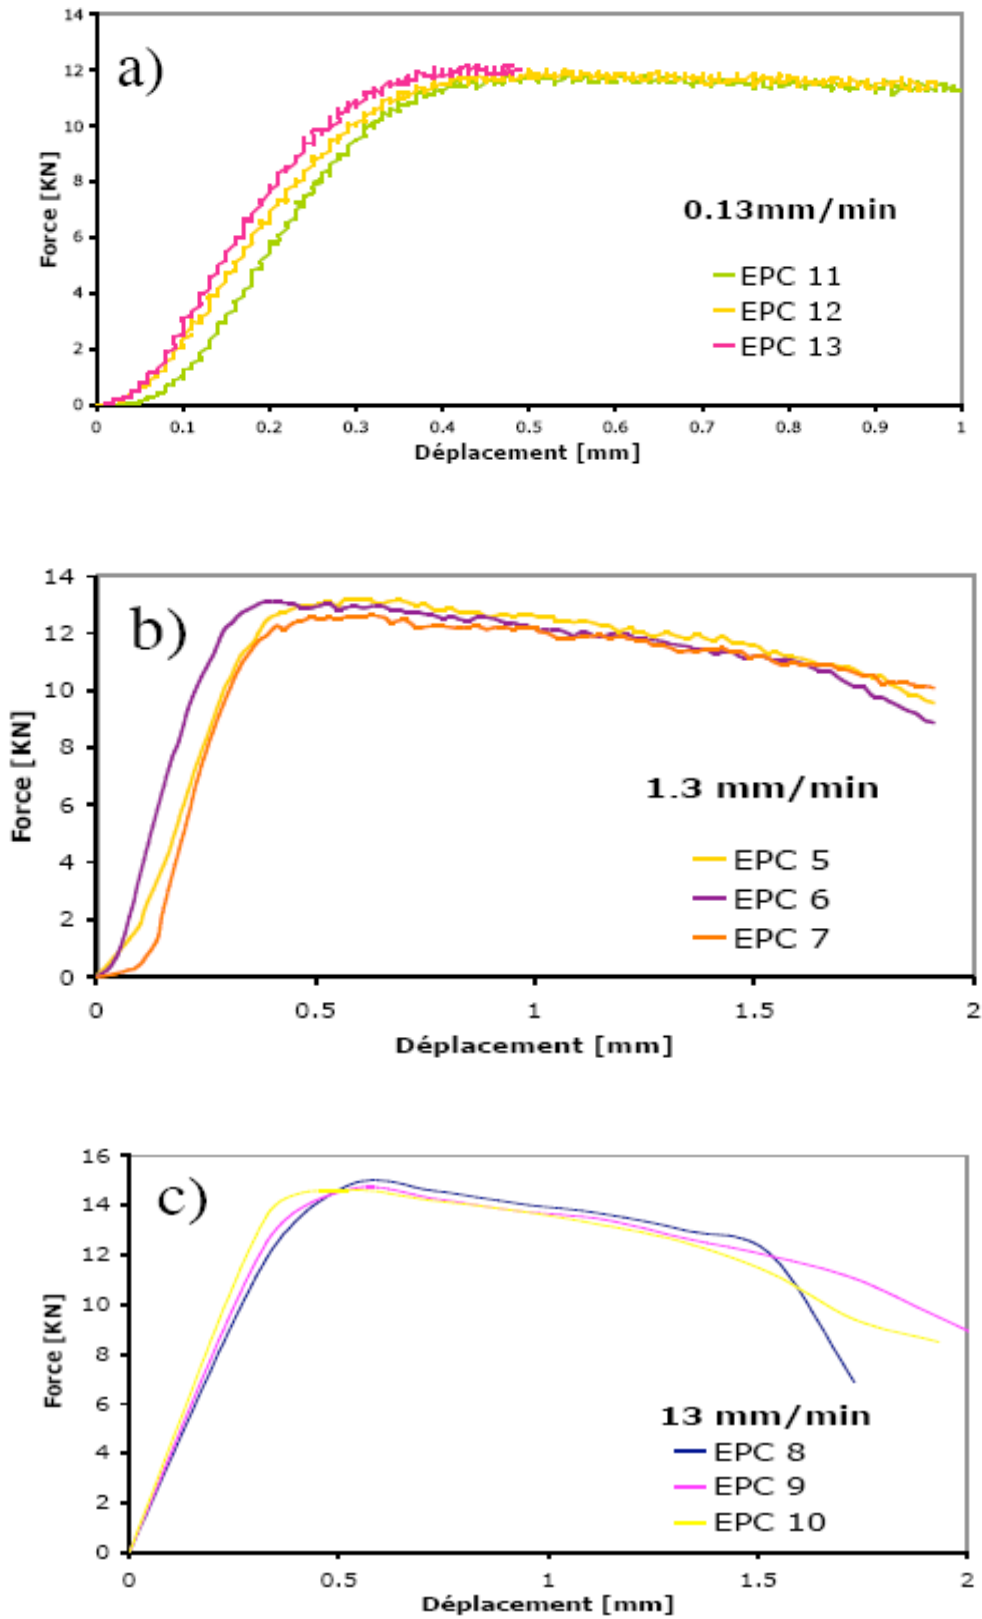 a)
14
12
10
8
6
4
2
0
Force [KN]
0.13mm/min
EPC 11
EPC 12
EPC 13
0 0.1 0.2 0.3 0.4 0.5 0.6 0.7 0.8 0.9 1
Déplacement [mm]
b)
14
12
10
8
6
4
2
0
Force [KN]
1.3 mm/min
EPC 5
EPC 6
EPC 7
0 0.5 1 1.5 2
Déplacement [mm]
c)
16
14
12
10
8
6
4
2
0
Force [KN]
13 mm/min
EPC 8
EPC 9
EPC 10
0 0.5 1 1.5 2
Déplacement [mm]